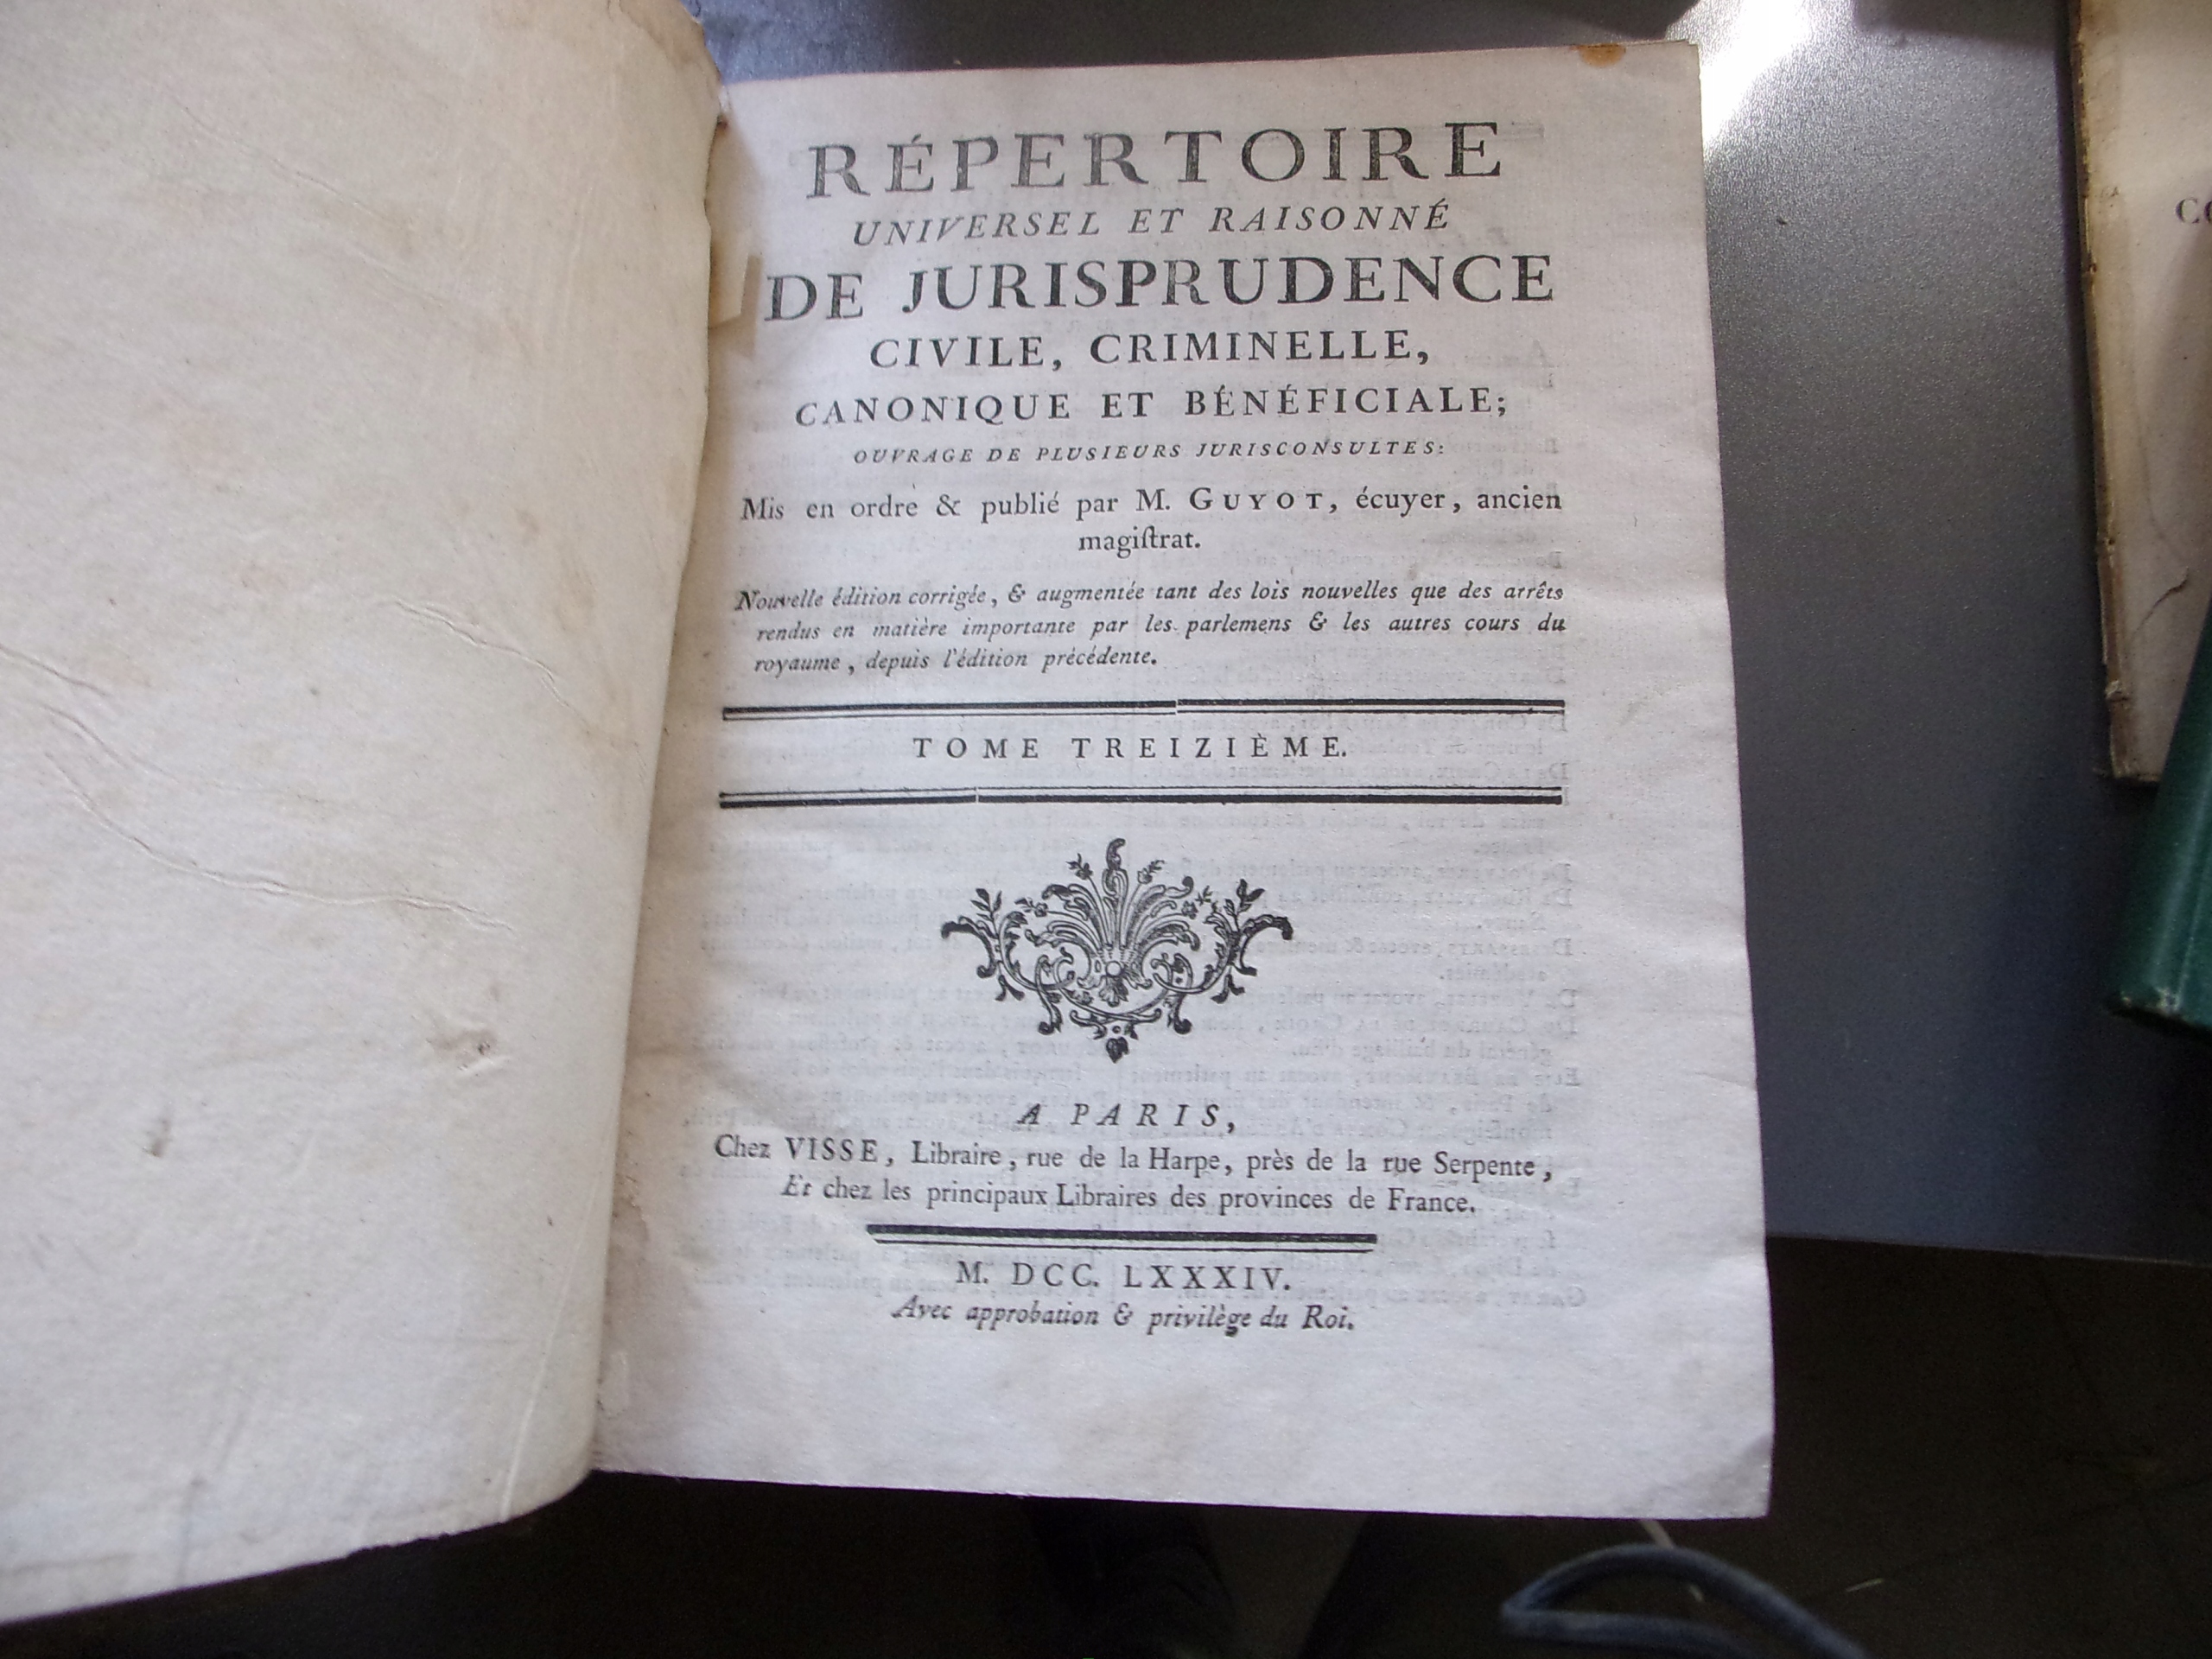 RÉPERTOIRE
UNIVERSEL ET RAISONNÉ
DE JURISPRUDENCE
CIVILE, CRIMINELLE,
CANONIQUE ET BÉNÉFICIALE;
OUVRAGE DE PLUSIEURS JURISCONSULTES:
Mis en ordre & publié par M. GUYOT, écuyer, ancien
magiſtrat.
Nouvelle édition corrigée, & augmentée tant des lois nouvelles que des arrêts
rendus en matière importante par les parlemens & les autres cours du
royaume, depuis l'édition précédente.
TOME TREIZIÈME.
A PARIS,
Chez VISSE, Libraire, rue de la Harpe, près de la rue Serpente,
Et chez les principaux Libraires des provinces de France.
M. DCC. LXXXIV.
Avec approbation & privilège du Roi.